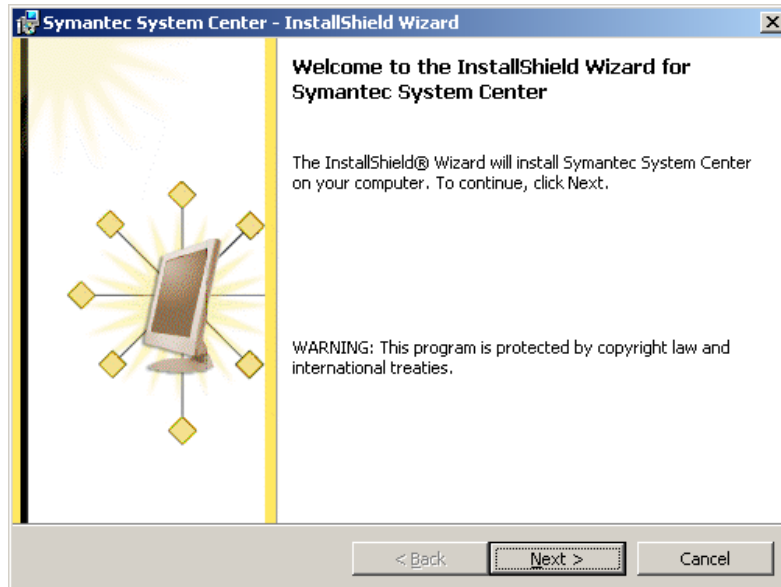 Symantec System Center - InstallShield Wizard
Welcome to the InstallShield Wizard for
Symantec System Center
The InstallShield® Wizard will install Symantec System Center
on your computer. To continue, click Next.
WARNING: This program is protected by copyright law and
international treaties.
< Back
Next >
Cancel